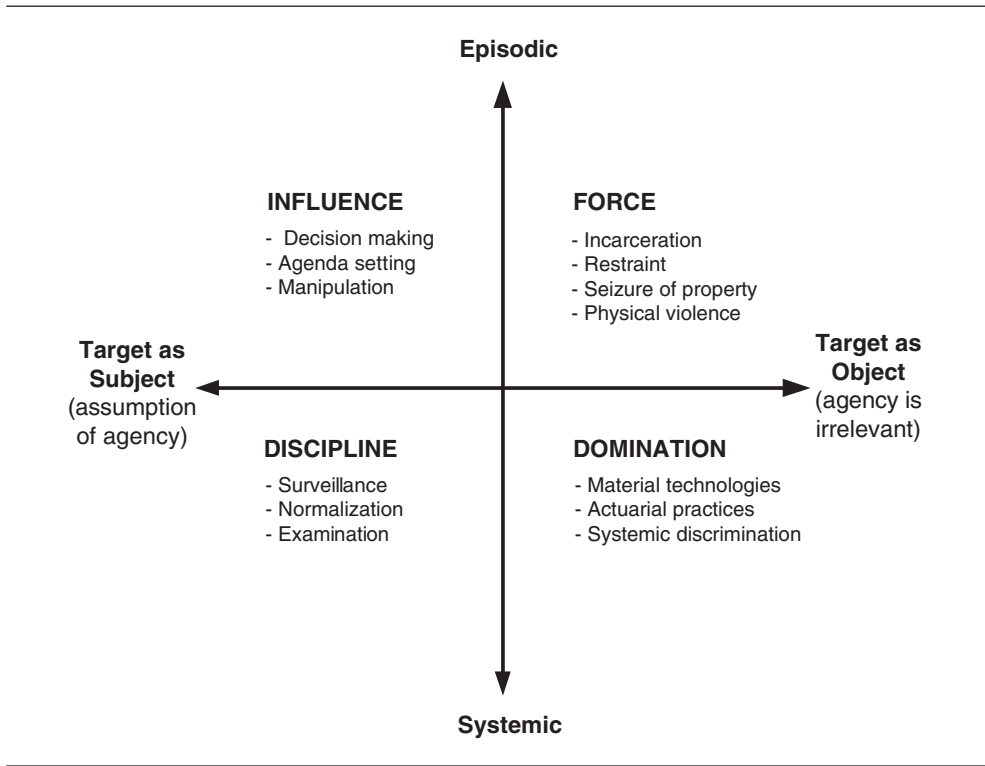 Episodic
INFLUENCE
- Decision making
- Agenda setting
- Manipulation
FORCE
- Incarceration
- Restraint
- Seizure of property
- Physical violence
Target as
Subject
(assumption
of agency)
Target as
Object
(agency is
irrelevant)
DISCIPLINE
- Surveillance
- Normalization
- Examination
DOMINATION
- Material technologies
- Actuarial practices
- Systemic discrimination
Systemic